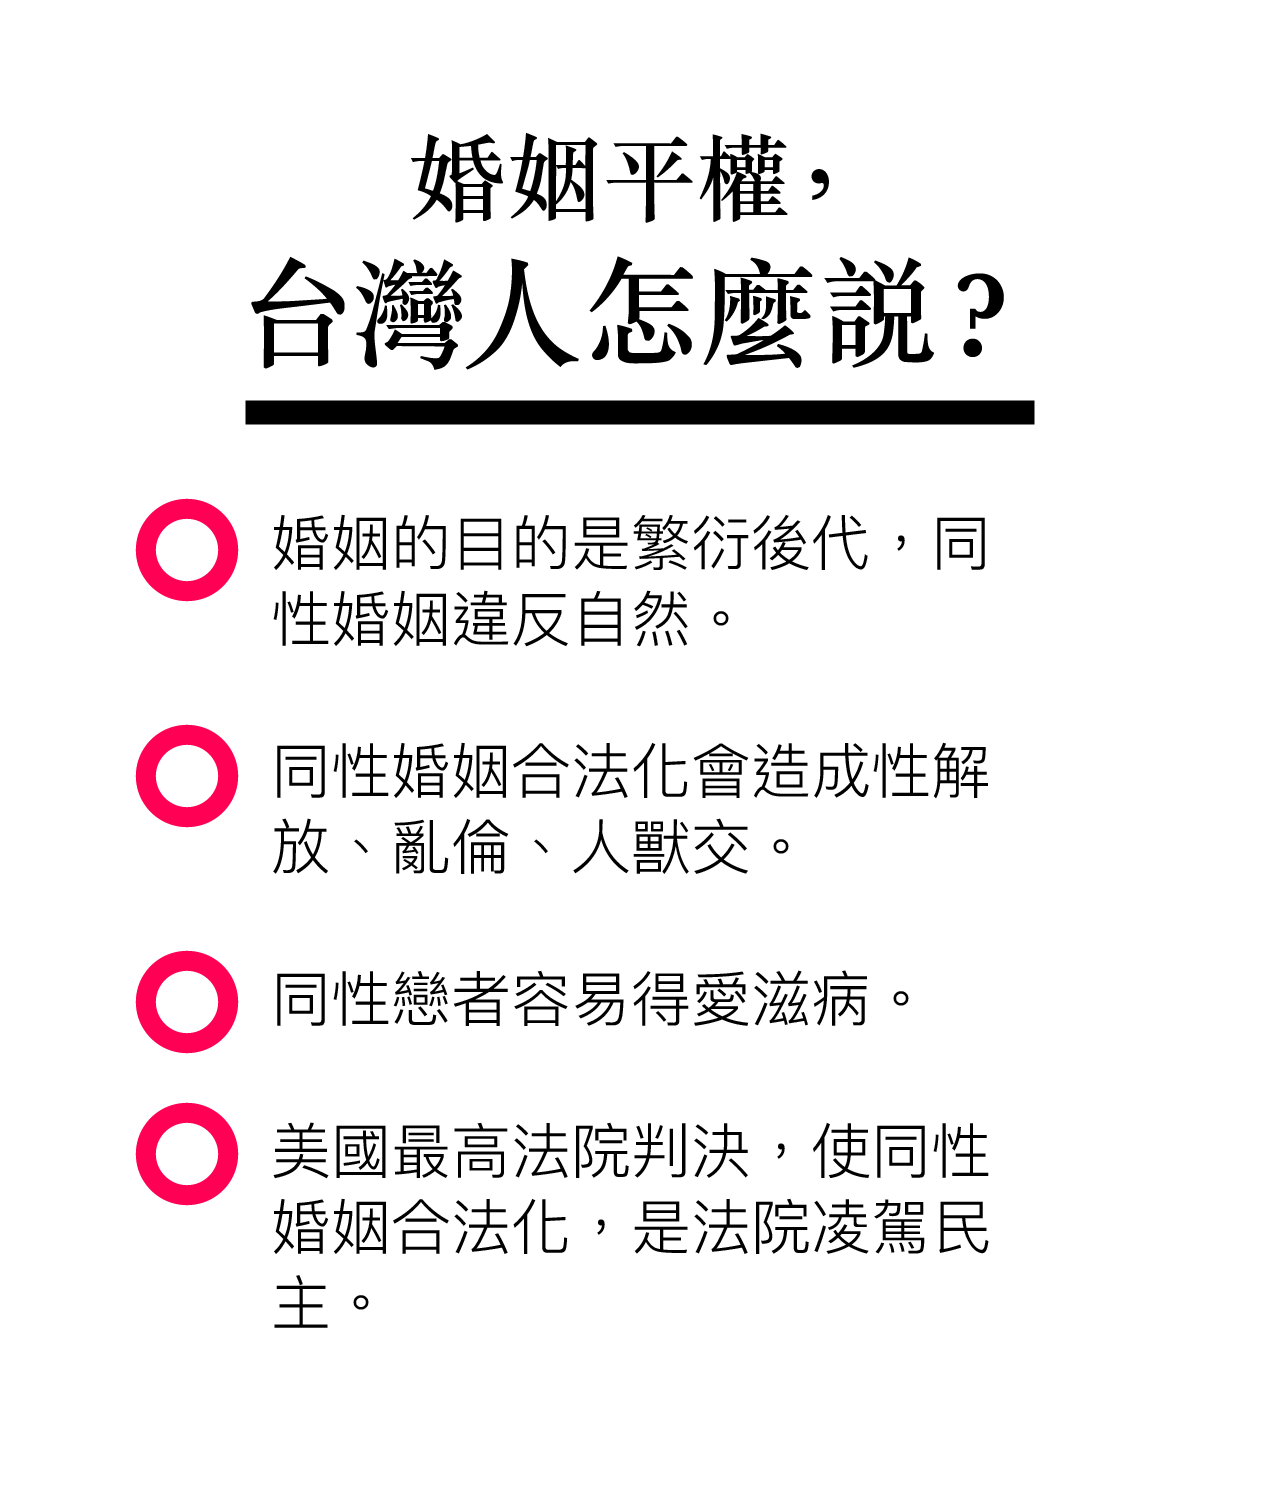 婚姻平權，
台灣人怎麼説？
婚姻的目的是繁衍後代，同
性婚姻違反自然。
同性婚姻合法化會造成性解
放、亂倫、人獸交。
同性戀者容易得愛滋病。
美國最高法院判決，使同性
婚姻合法化，是法院凌駕民
主。